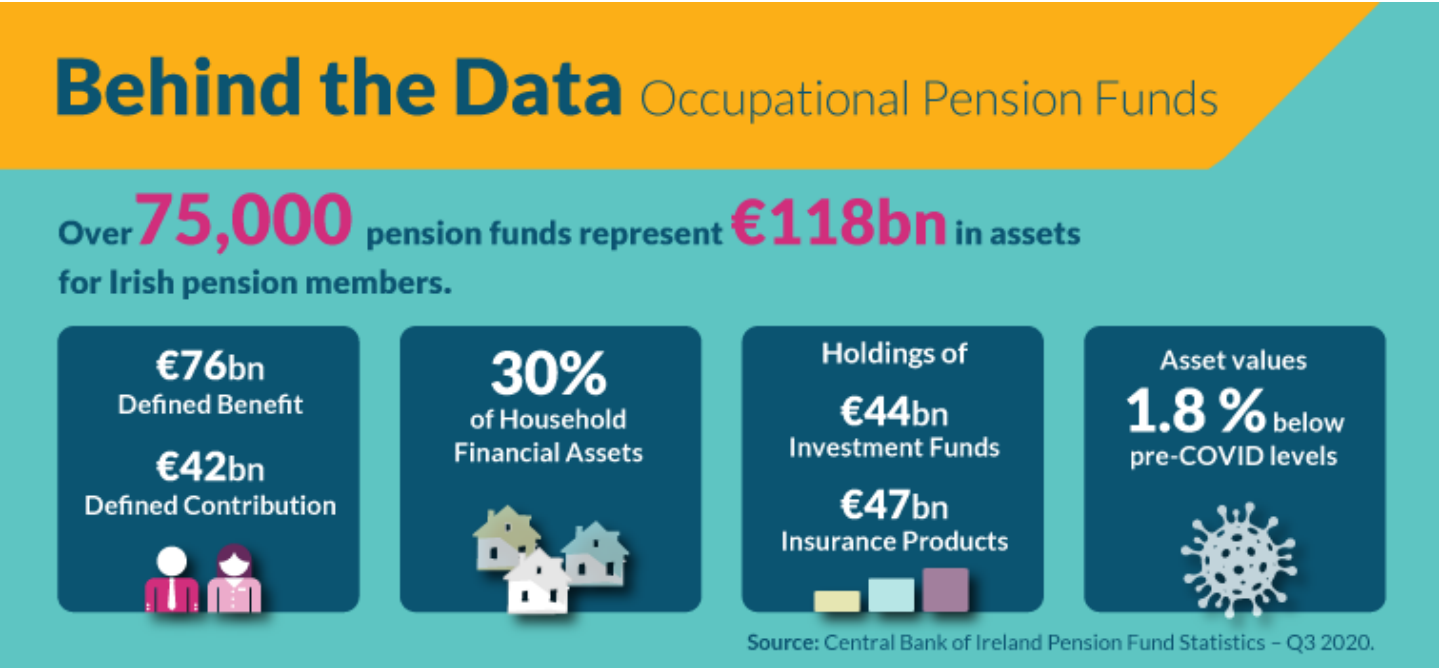 Behind the Data Occupational Pension Funds
Over 75,000 pension funds represent €118bn in assets
for Irish pension members.
€76bn
Defined Benefit
€42bn
Defined Contribution
30%
of Household
Financial Assets
Holdings of
€44bn
Investment Funds
€47bn
Insurance Products
Asset values
1.8 % below
pre-COVID levels
Source: Central Bank of Ireland Pension Fund Statistics – Q3 2020.